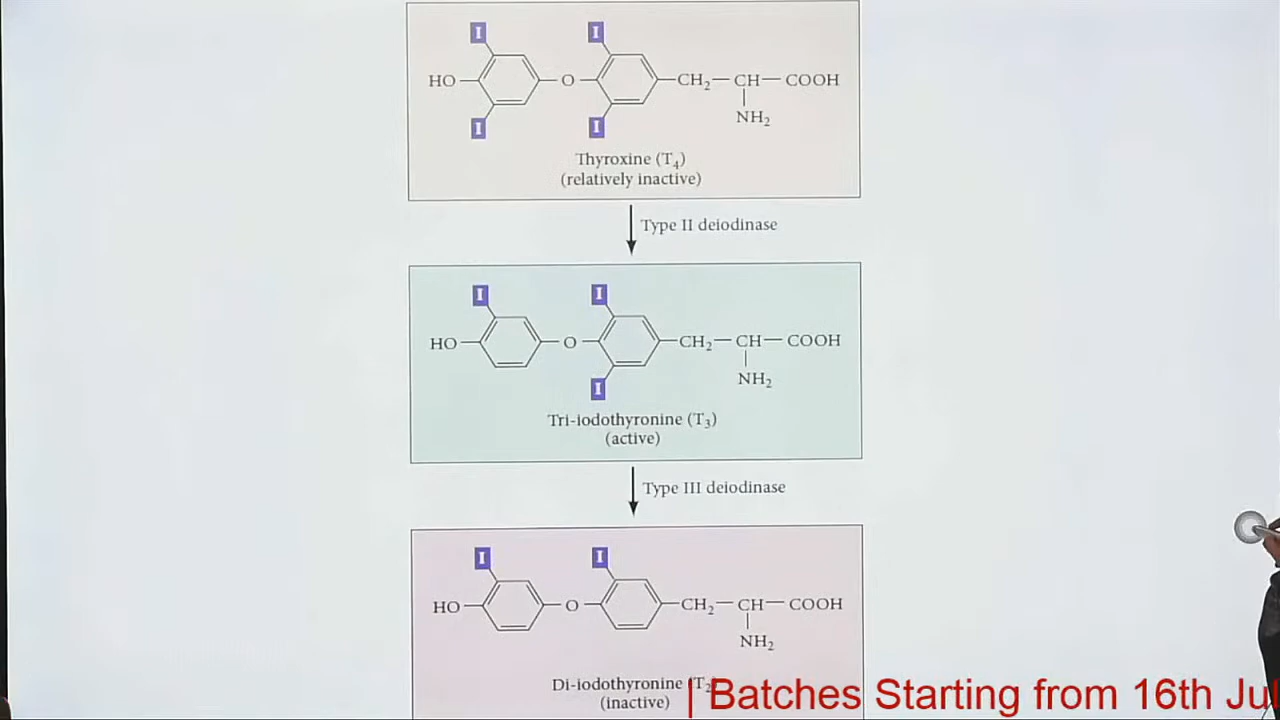 I I
HO O CH₂ — CH — COOH
I I NH₂
Thyroxine (T₄)
(relatively inactive)
Type II deiodinase
I I
HO O CH₂ — CH — COOH
I NH₂
Tri-iodothyronine (T₃)
(active)
Type III deiodinase
I I
HO O CH₂ — CH — COOH
NH₂
Di-iodothyronine (T₂
(inactive)
| Batches Starting from 16th Jul